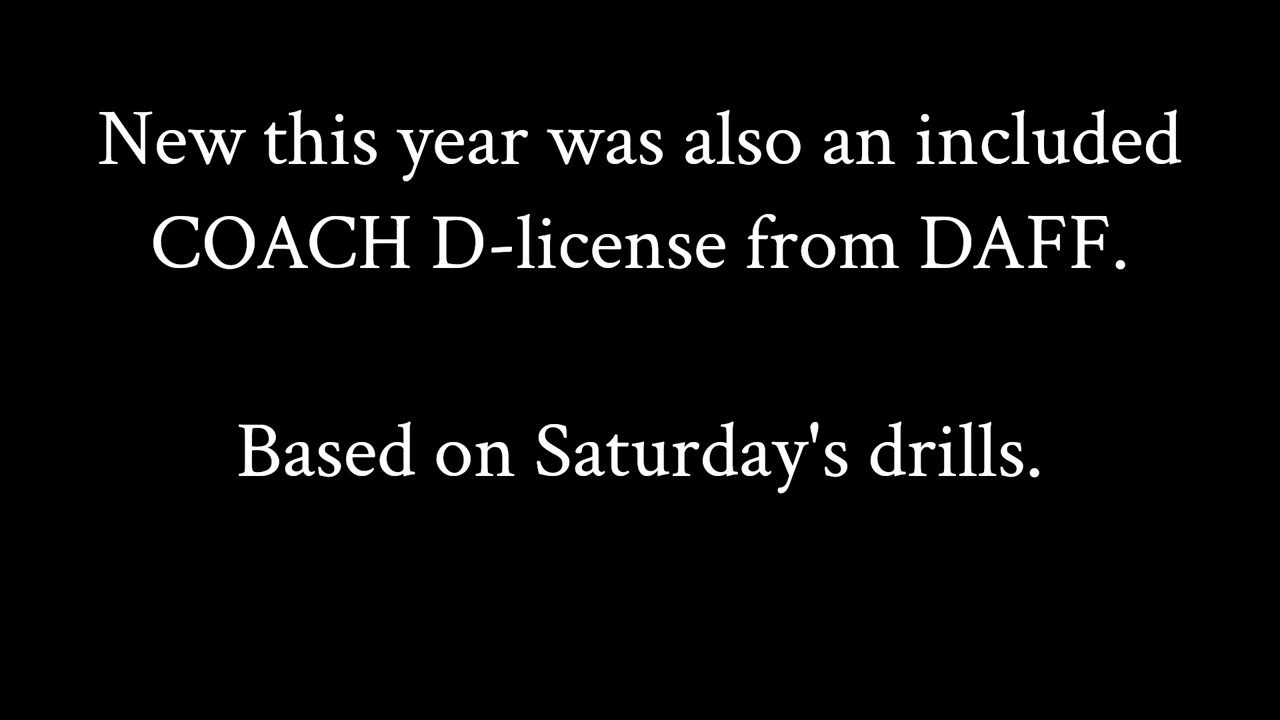 New this year was also an included
COACH D-license from DAFF.
Based on Saturday's drills.